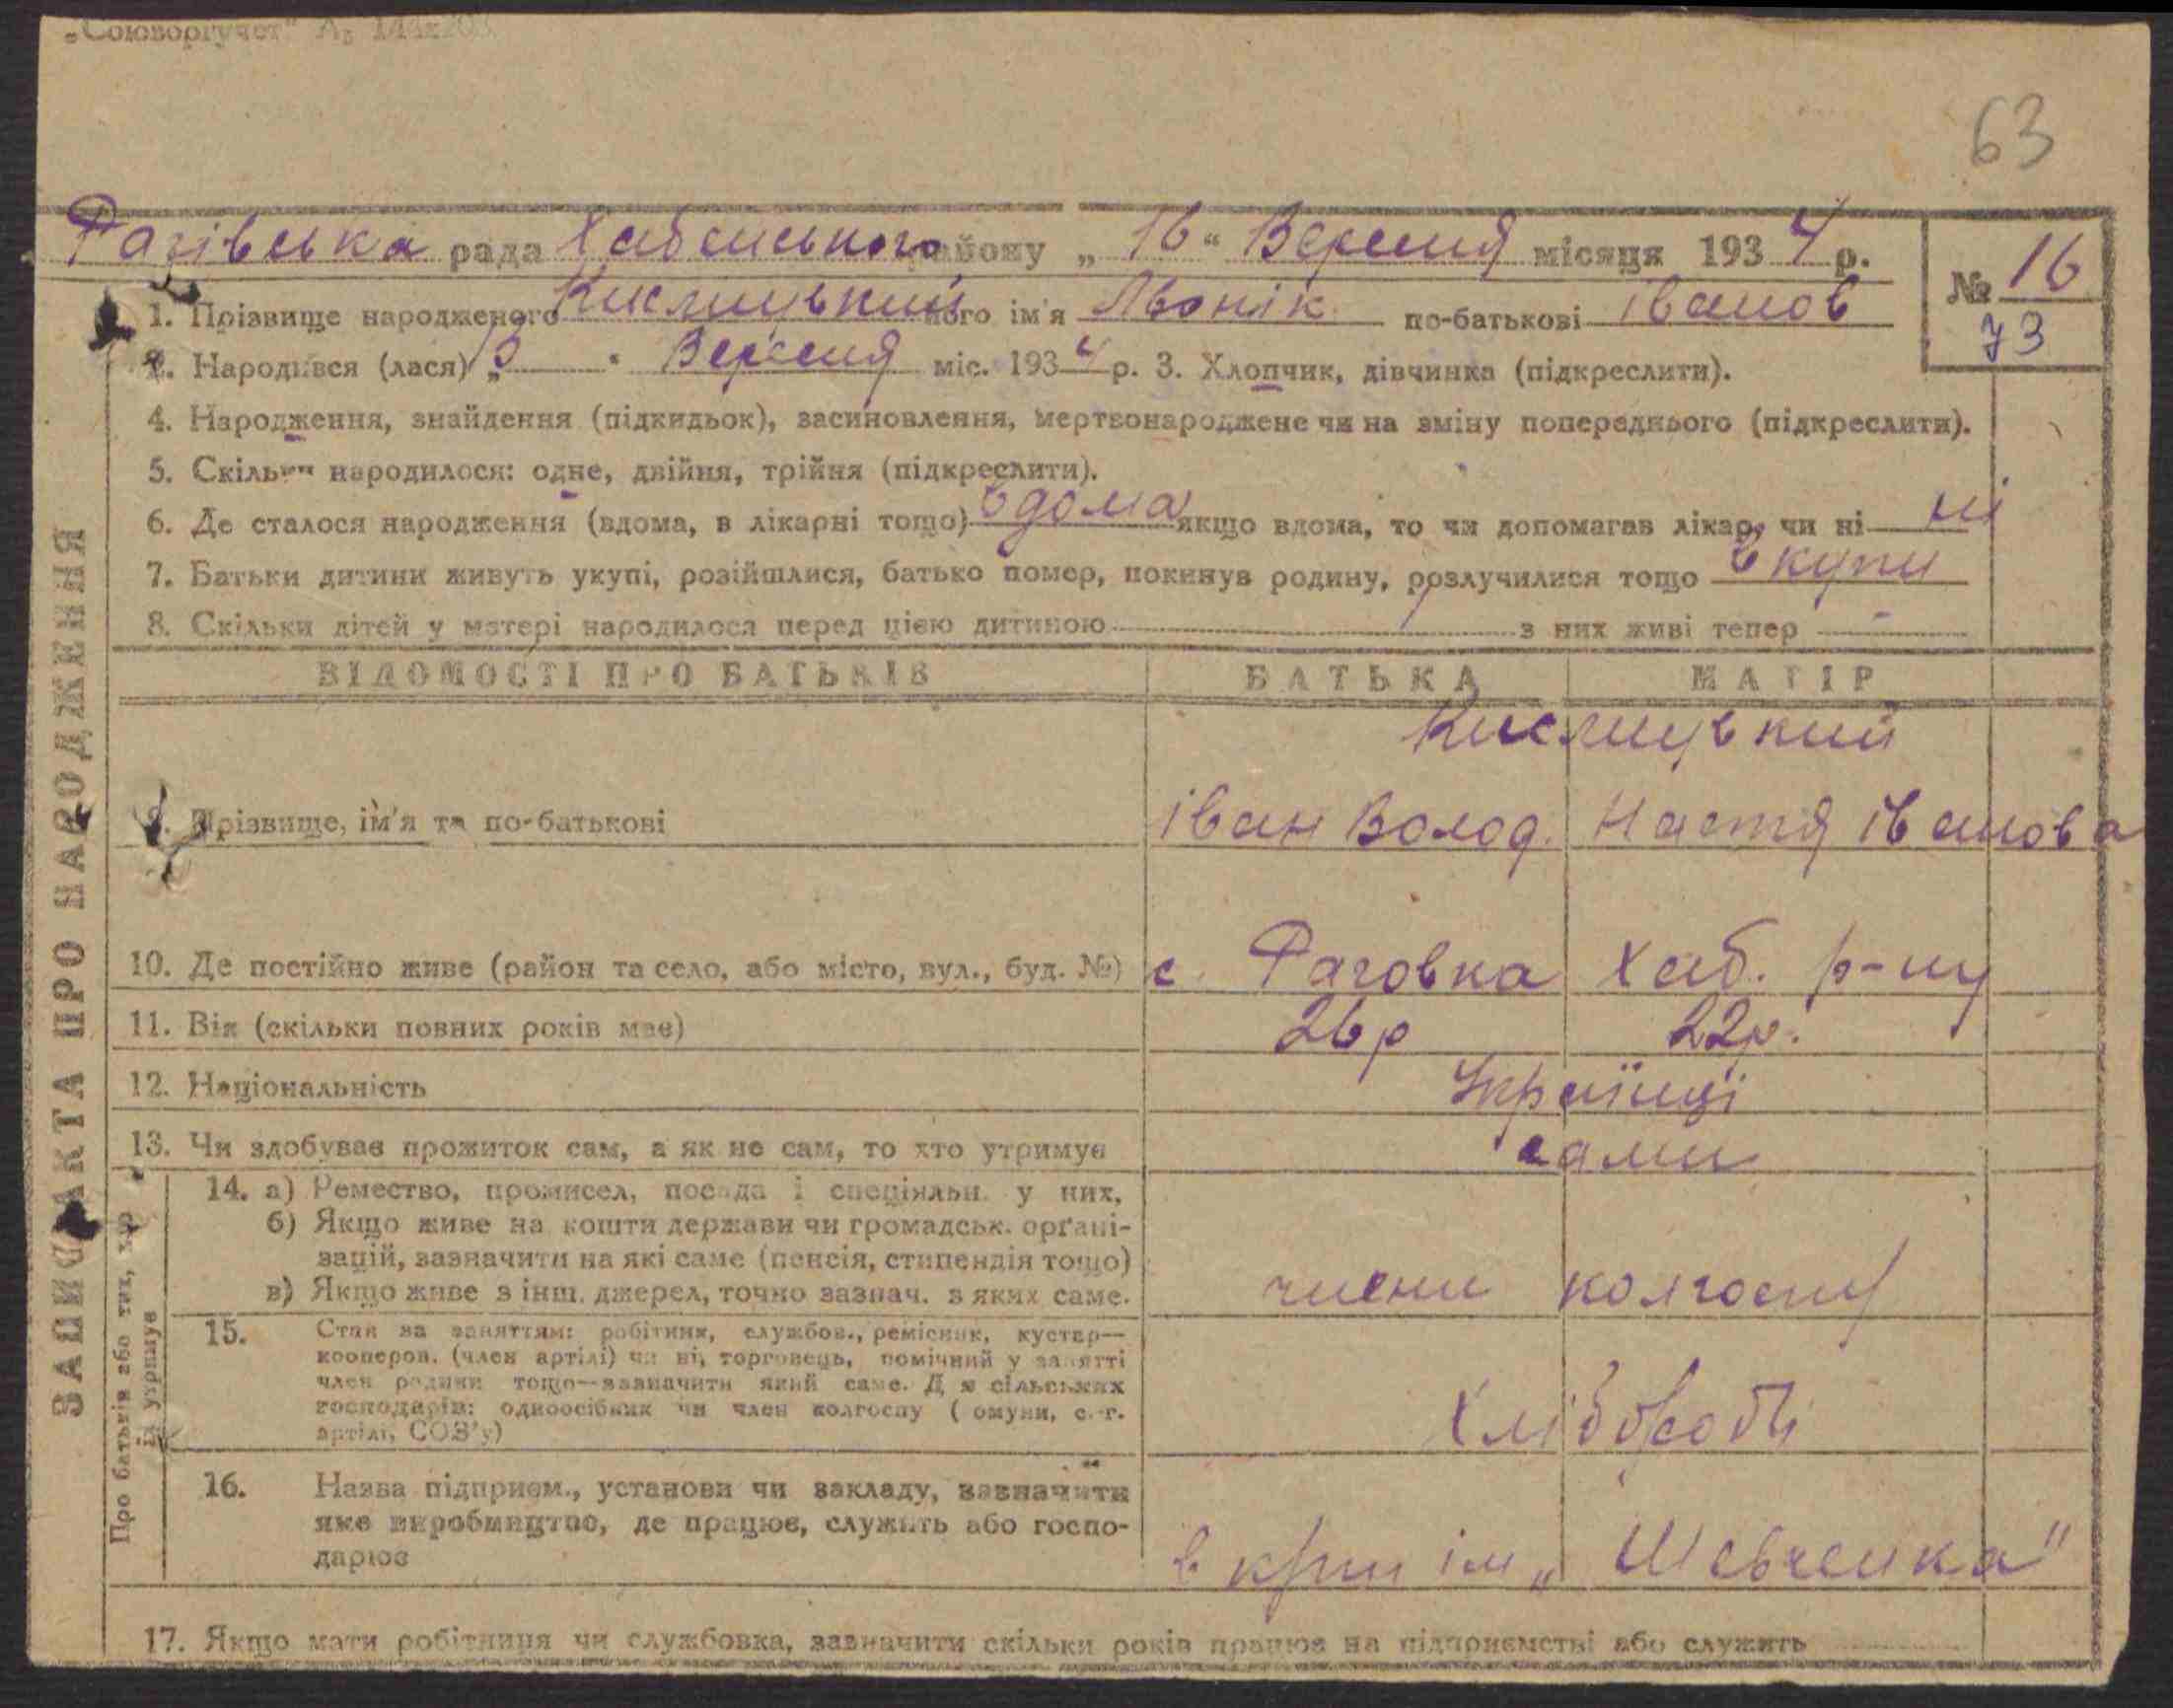 „Союзоргучет"
63
Рагівська рада Хабенського району „ 16 " Вересня місяця 1934 р.
№ 16
73
1. Прізвище народженого Кислицький його ім'я Лвонік по-батькові іванов
2. Народився (лася) „ " Вересня міс. 1934 р. 3. Хлопчик, дівчинка (підкреслити).
4. Народження, знайдення (підкидьок), засиновлення, мертвонароджене чи на зміну попереднього (підкреслити).
5. Скільки народилося: одне, двійня, трійня (підкреслити).
6. Де сталося народження (вдома, в лікарні тощо) вдома якщо вдома, то чи допомагав лікар, чи ні ні
7. Батьки дитини живуть укупі, розійшлися, батько помер, покинув родину, розлучилися тощо вкупи
8. Скільки дітей у матері народилося перед цією дитиною з них живі тепер –
ЗАПИС АКТА ПРО НАРОДЖЕННЯ
ВІДОМОСТІ ПРО БАТЬКІВ БАТЬКА МАТІР
Кислицький
9. Прізвище, ім'я та по-батькові іван Волод. Настя іванова
10. Де постійно живе (район та село, або місто, вул., буд. №) с. Раговка Хаб. р-ну
11. Вік (скільки повних років має) 26 р 22 р.
12. Національність Українці
13. Чи здобуває прожиток сам, а як не сам, то хто утримує сами
Про батьків або тих, хто їх утримує
14. а) Ремество, промисел, посада і спеціяльн. у них,
б) Якщо живе на кошти держави чи громадськ. орґані-
зацій, зазначити на які саме (пенсія, стипендія тощо)
в) Якщо живе з інш. джерел, точно зазнач. з яких саме. члени колгоспу
15. Стан за заняттям: робітник, службов., ремісник, кустар—
кооперов. (член артілі) чи ні, торговець, помічний у занятті
член родини тощо—зазначити який саме. Для сільських
господарів: одноосібник чи член колгоспу (комуни, с.-г.
артілі, СОЗ'у) Хлібороби
16. Назва підприєм., установи чи закладу, зазначити
яке виробництво, де працює, служить або госпо-
дарює в ім „Шевченка"
17. Якщо мати робітниця чи службовка, зазначити скільки років працює на підприємстві або служить